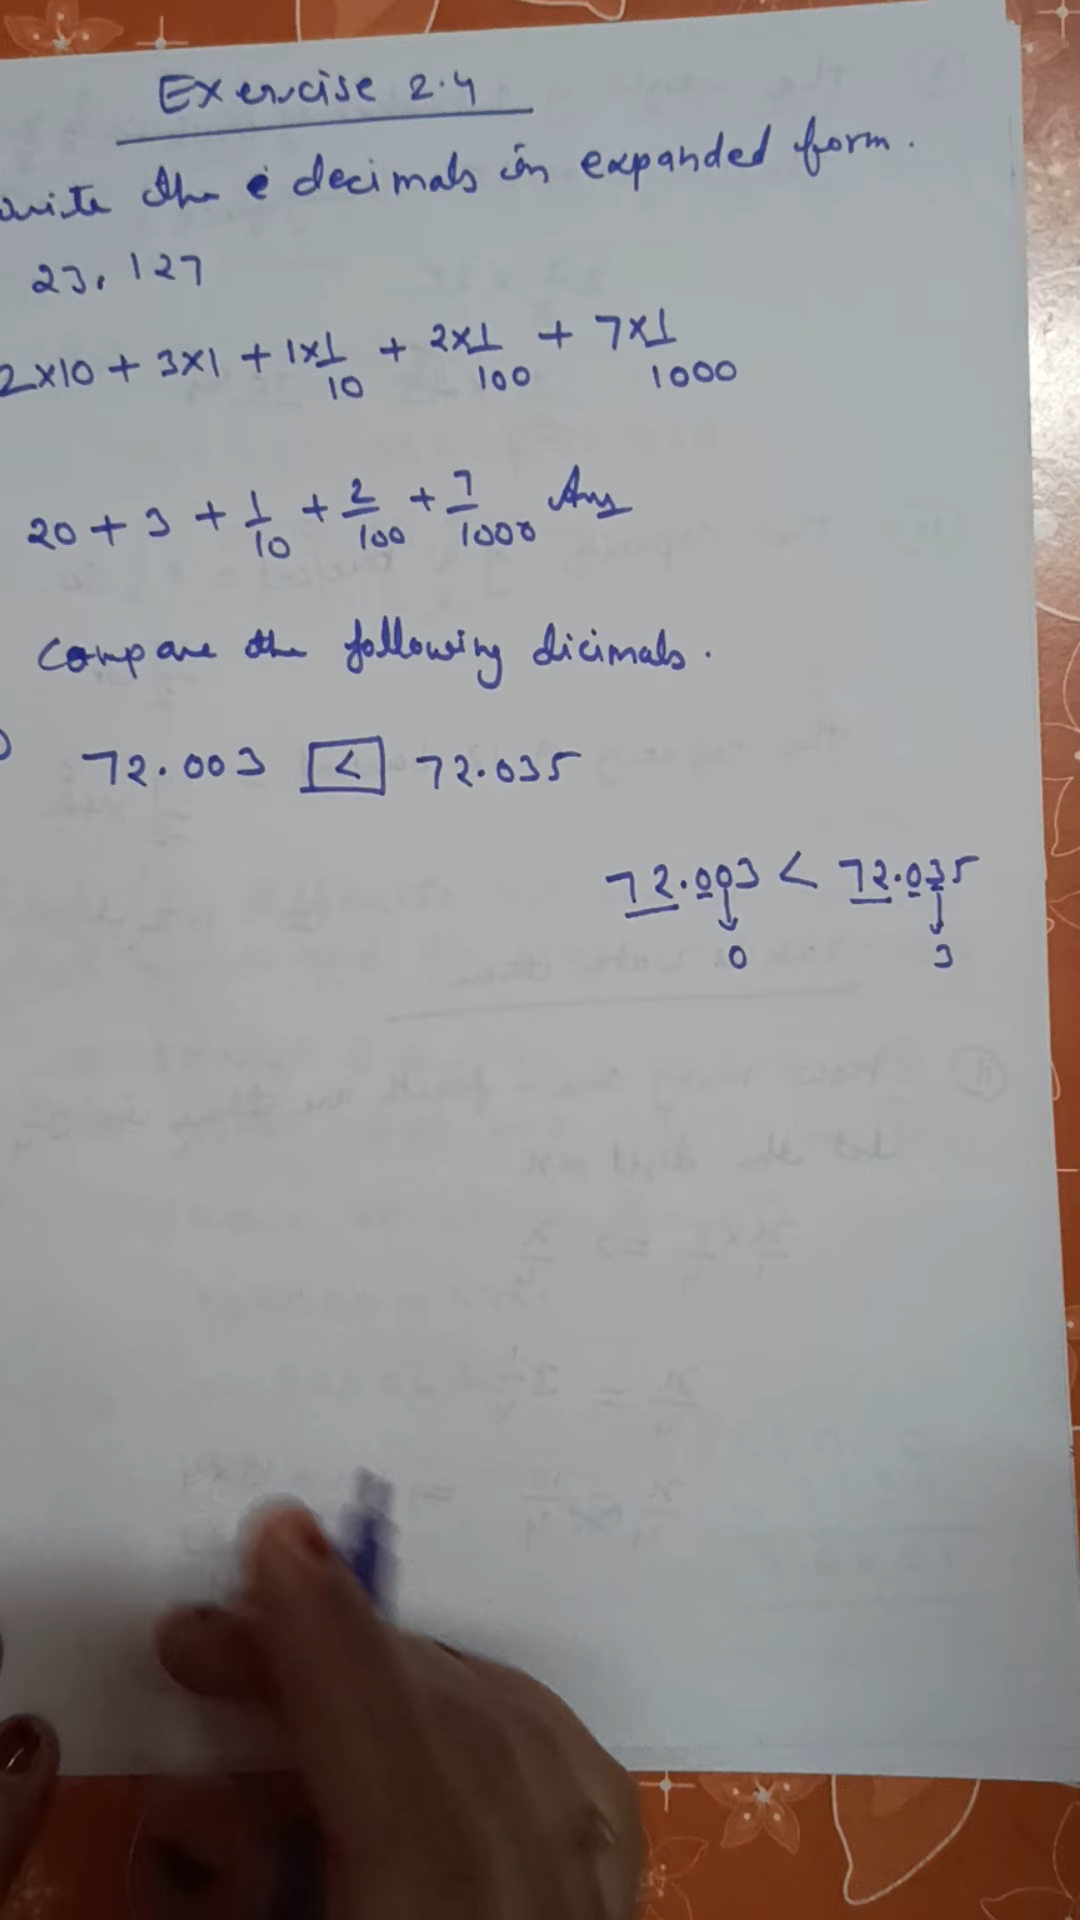 Exercise 2.4
write the decimals in expanded form.
23.127
2×10 + 3×1 + 1×1/10 + 2×1/100 + 7×1/1000
20 + 3 + 1/10 + 2/100 + 7/1000 Ans
Compare the following dicimals.
72.003 < 72.035
72.003 < 72.035
0 3